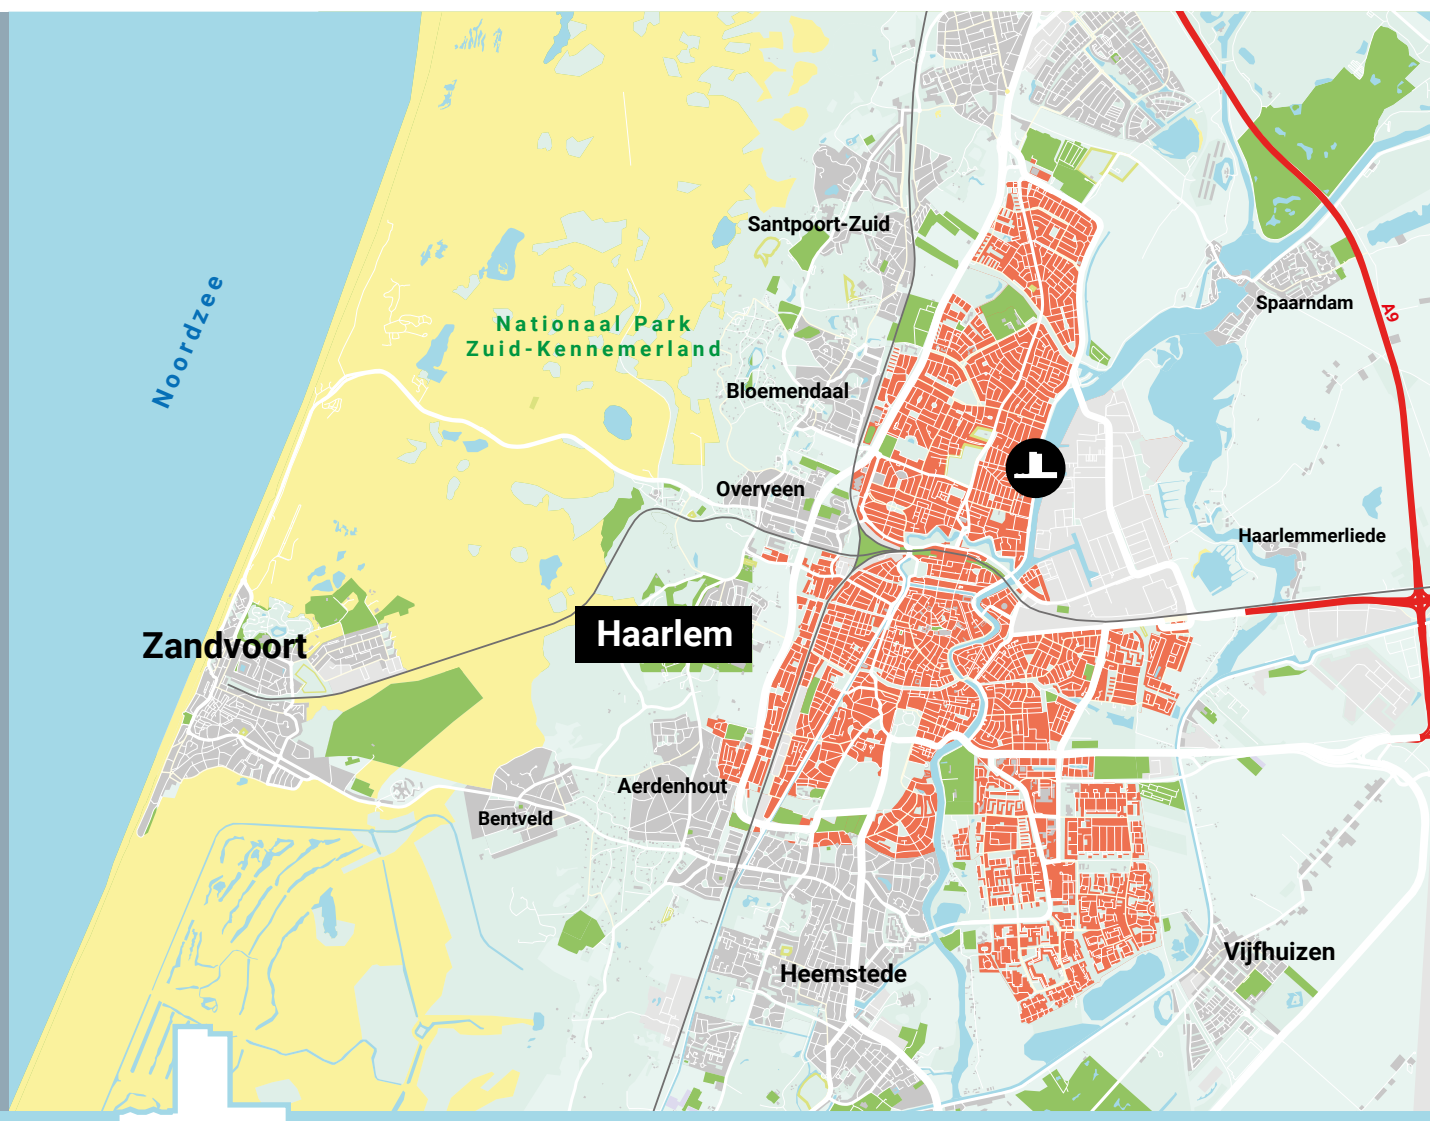 Santpoort-Zuid
Noordzee
Spaarndam
A9
Nationaal Park
Zuid-Kennemerland
Bloemendaal
Overveen
Haarlemmerliede
Haarlem
Zandvoort
Aerdenhout
Bentveld
Vijfhuizen
Heemstede